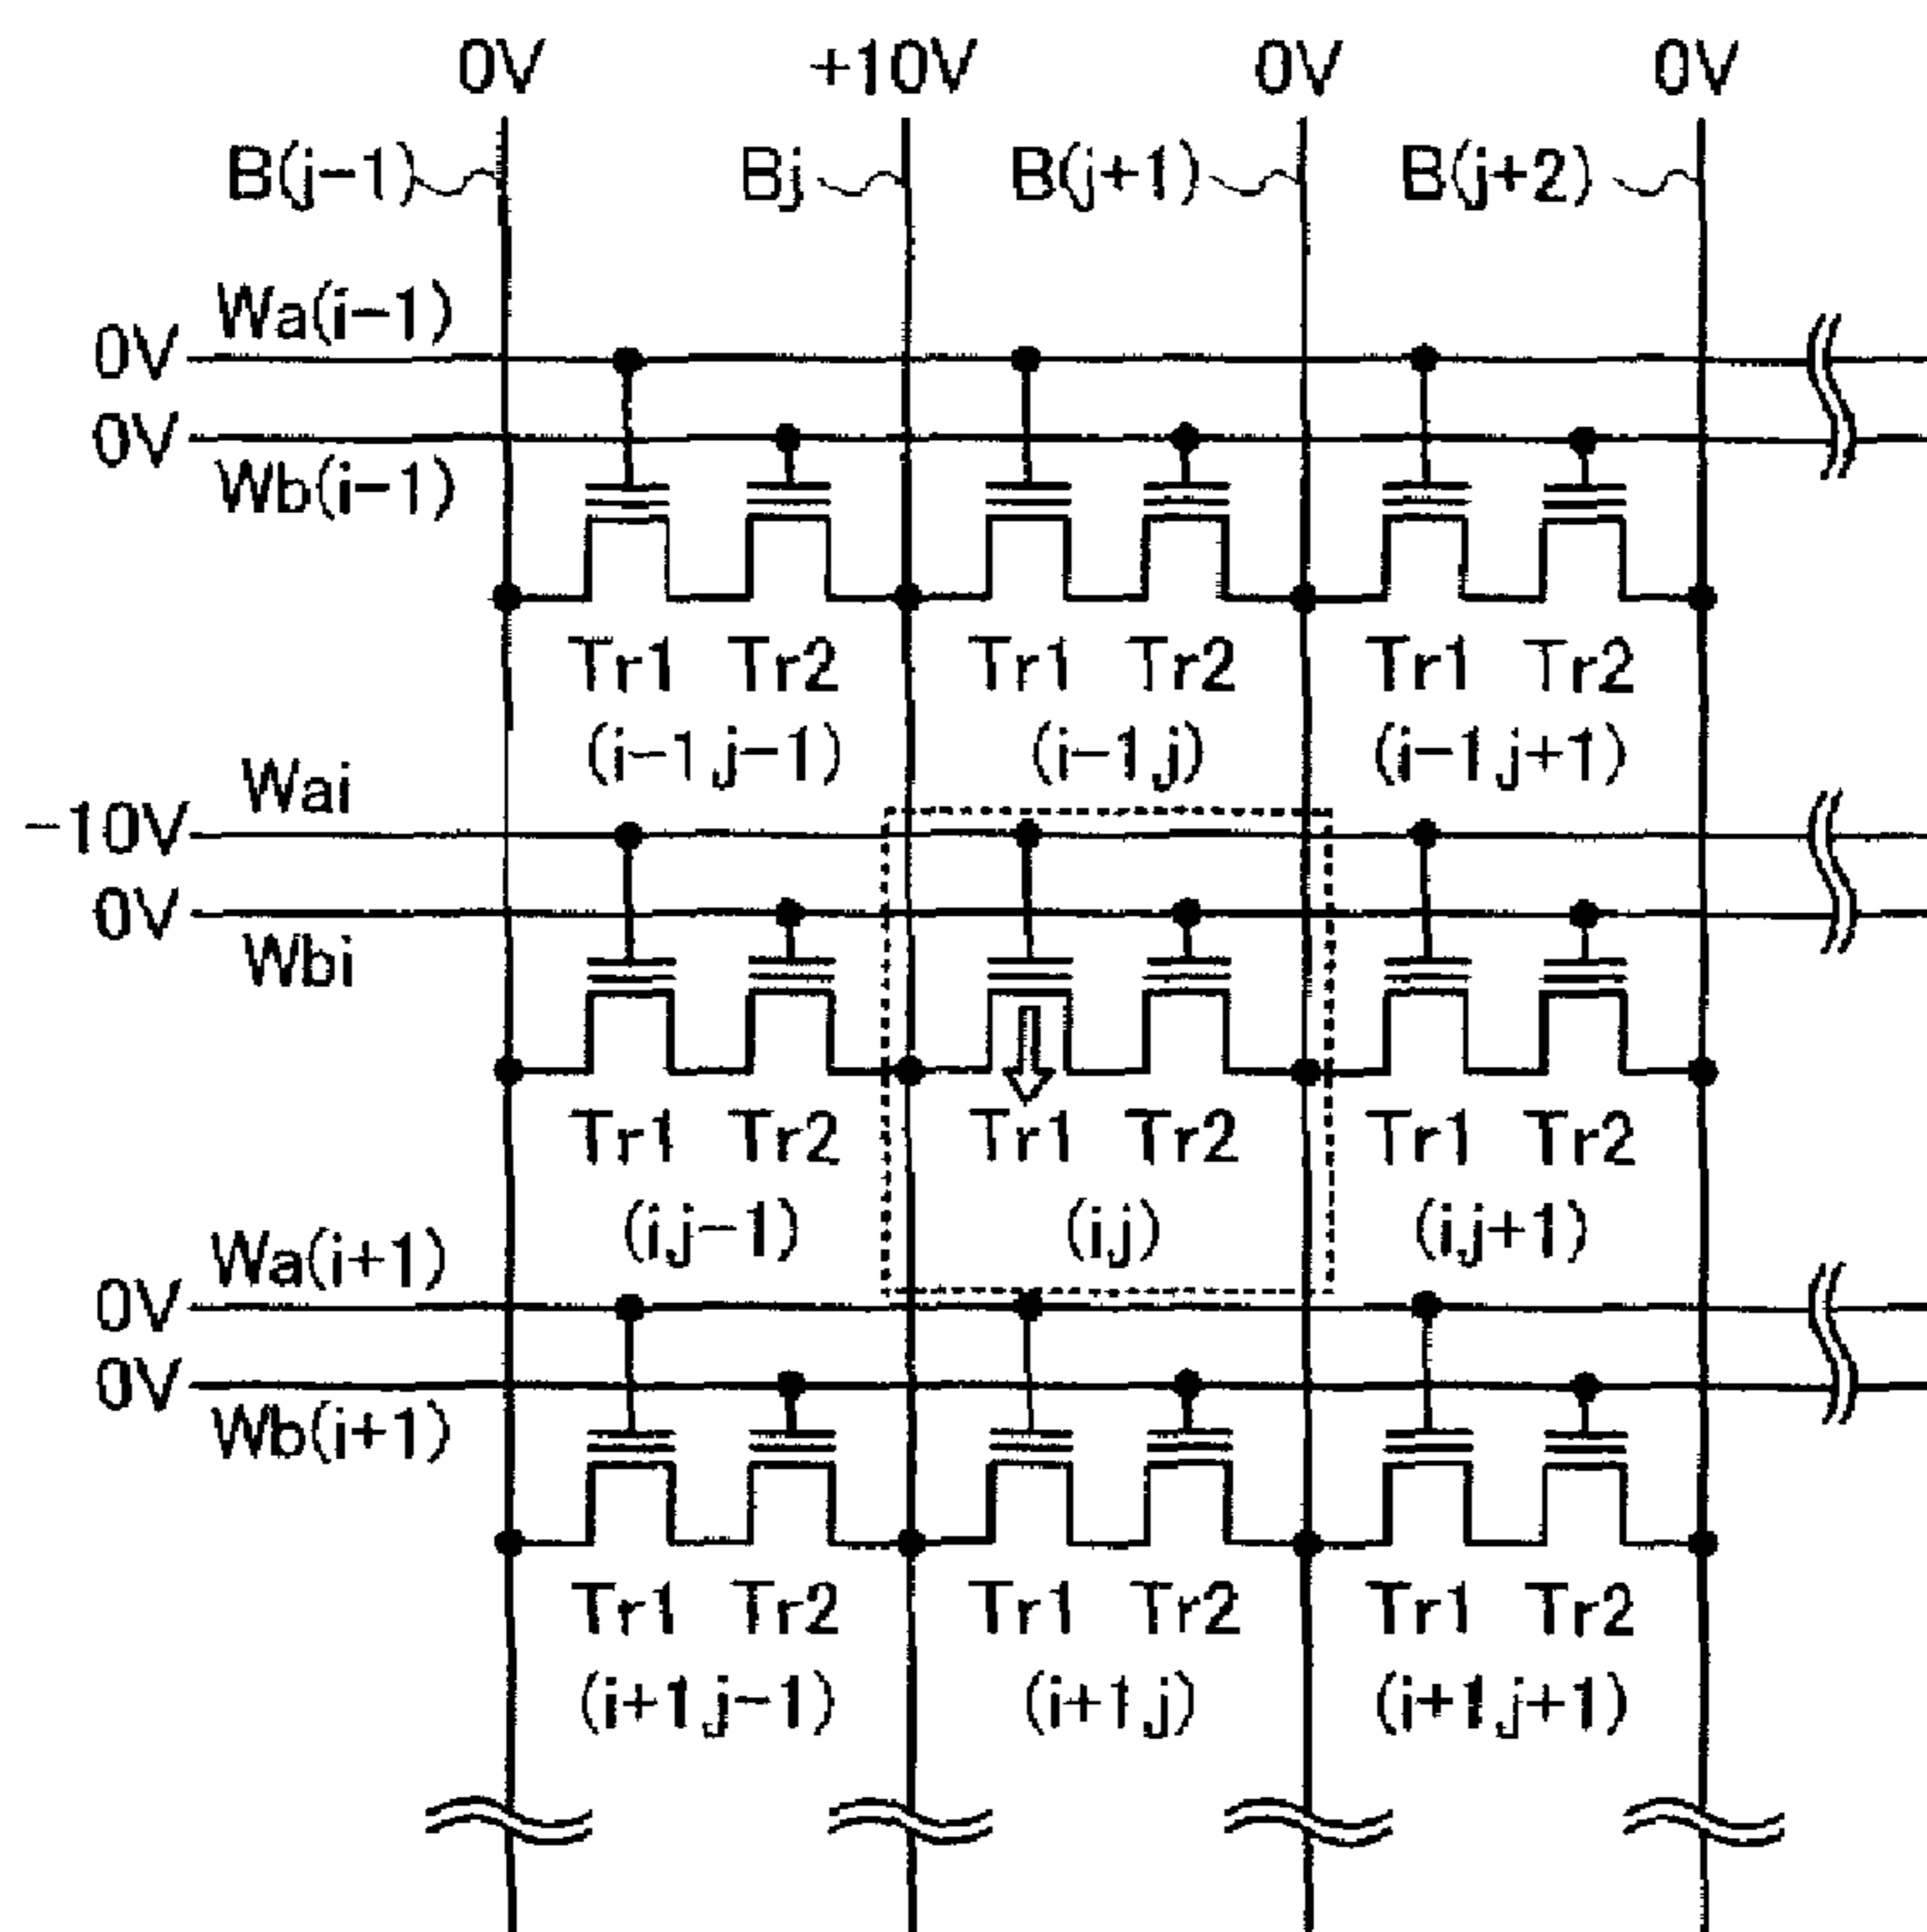 0V +10V 0V 0V
B(j-1) Bj B(j+1) B(j+2)
Wa(i-1)
0V
0V
Wb(i-1)
Tr1 Tr2 Tr1 Tr2 Tr1 Tr2
(i-1,j-1) (i-1,j) (i-1,j+1)
Wai
-10V
0V
Wbi
Tr1 Tr2 Tr1 Tr2 Tr1 Tr2
(i,j-1) (i,j) (i,j+1)
Wa(i+1)
0V
0V
Wb(i+1)
Tr1 Tr2 Tr1 Tr2 Tr1 Tr2
(i+1,j-1) (i+1,j) (i+1,j+1)